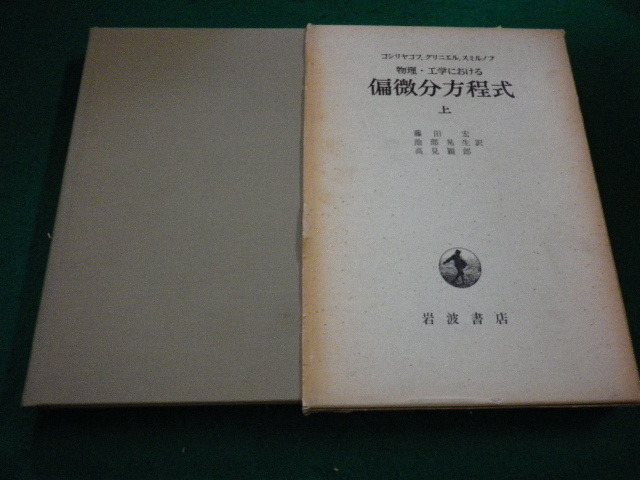 コシリヤコフ，グリニエル，スミルノフ
物理・工学における
偏微分方程式
上
藤田 宏
池部晃生訳
高見穎郎
岩波書店